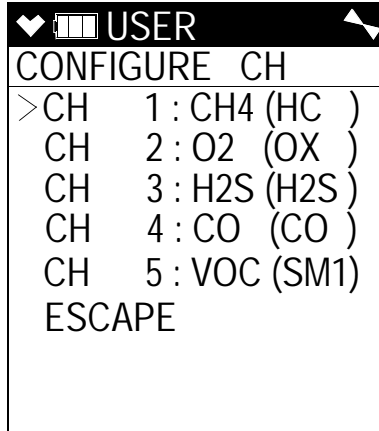 USER
CONFIGURE CH
>CH 1 : CH4 (HC )
CH 2 : O2 (OX )
CH 3 : H2S (H2S )
CH 4 : CO (CO )
CH 5 : VOC (SM1)
ESCAPE